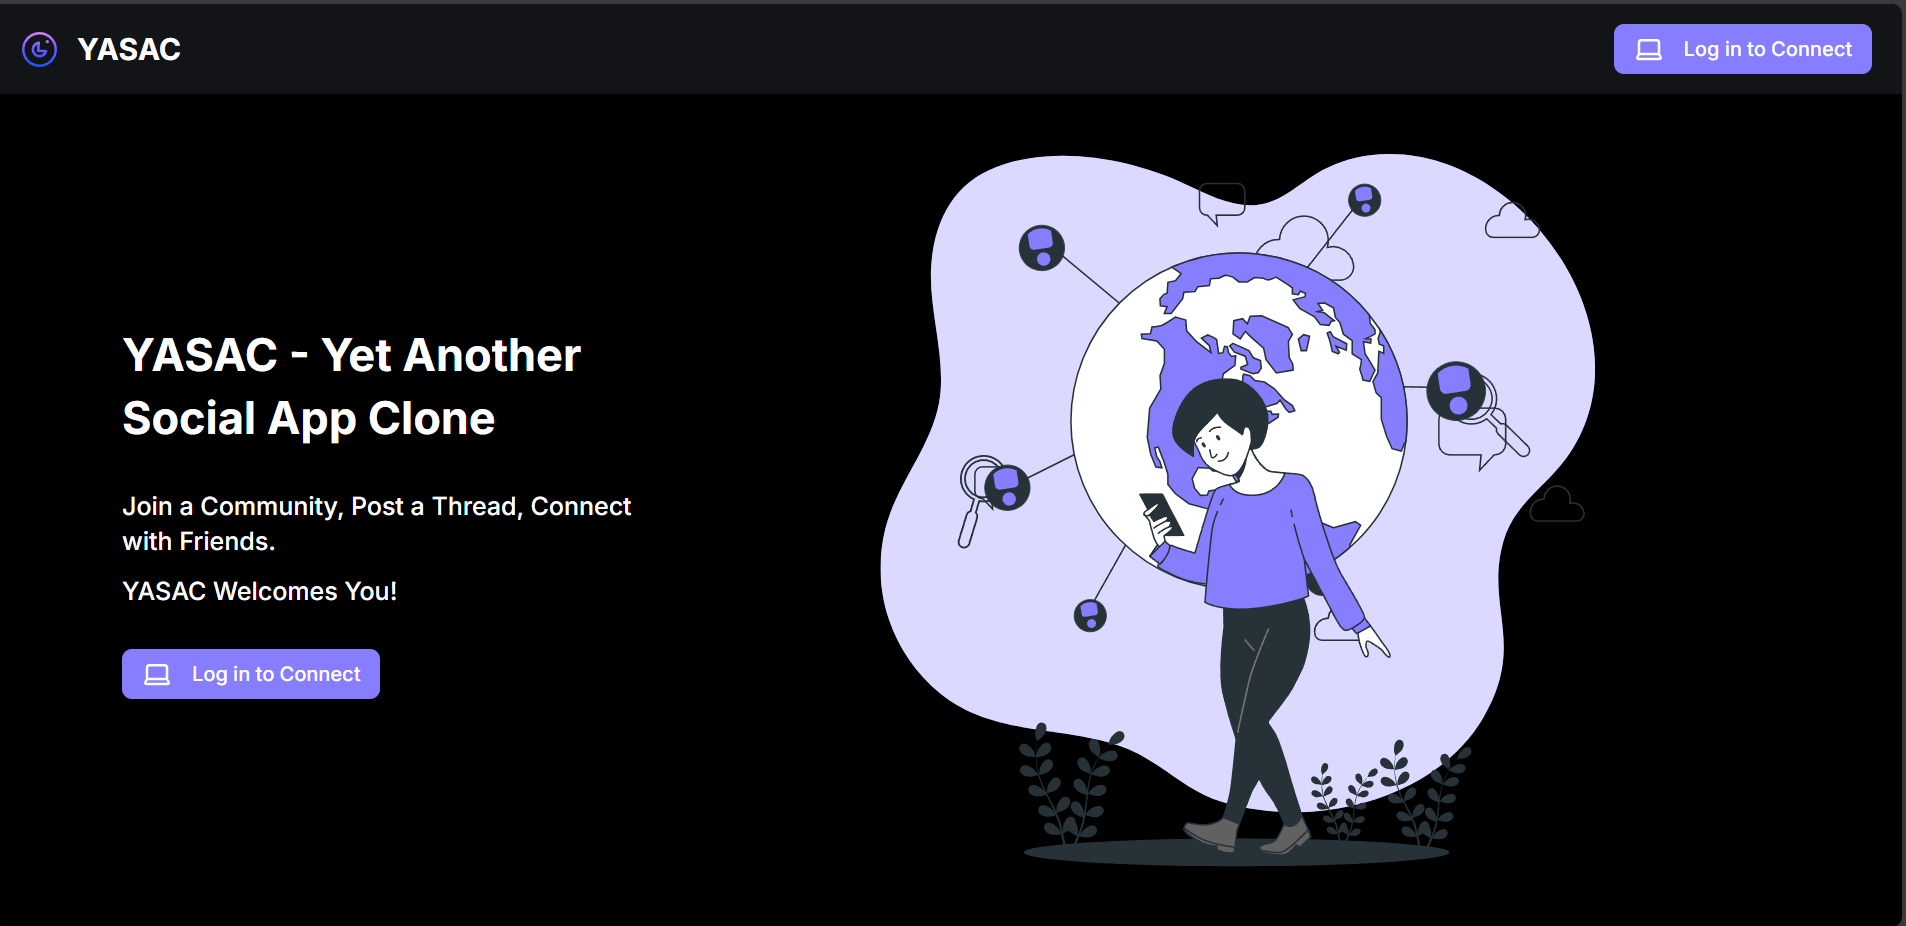 YASAC
Log in to Connect
YASAC - Yet Another
Social App Clone
Join a Community, Post a Thread, Connect
with Friends.
YASAC Welcomes You!
Log in to Connect